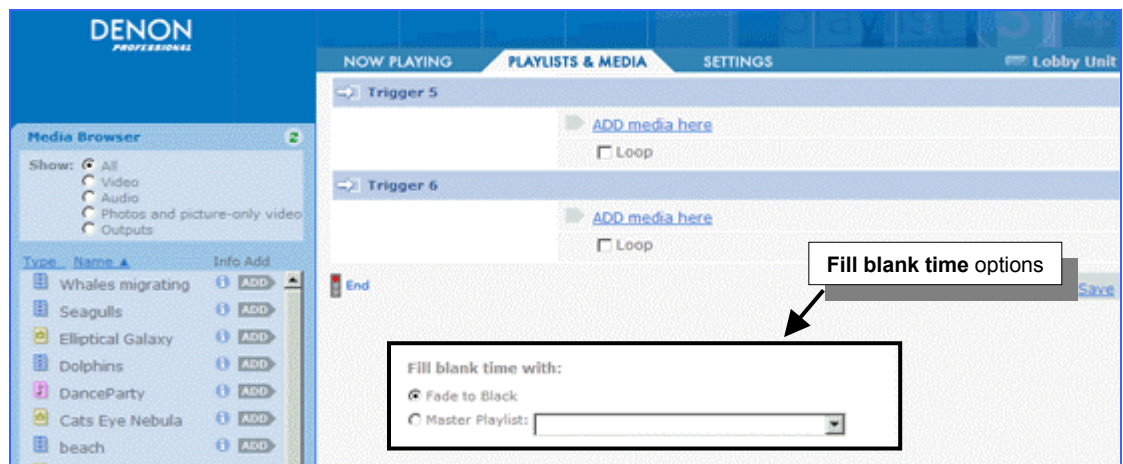 DENON
PROFESSIONAL
playlist
NOW PLAYING
PLAYLISTS & MEDIA
SETTINGS
Lobby Unit
Media Browser
Show:
All
Video
Audio
Photos and picture-only video
Outputs
Type Name Info Add
Whales migrating ADD
Seagulls ADD
Elliptical Galaxy ADD
Dolphins ADD
DanceParty ADD
Cats Eye Nebula ADD
beach ADD
Trigger 5
ADD media here
Loop
Trigger 6
ADD media here
Loop
End
Save
Fill blank time options
Fill blank time with:
Fade to Black
Master Playlist: